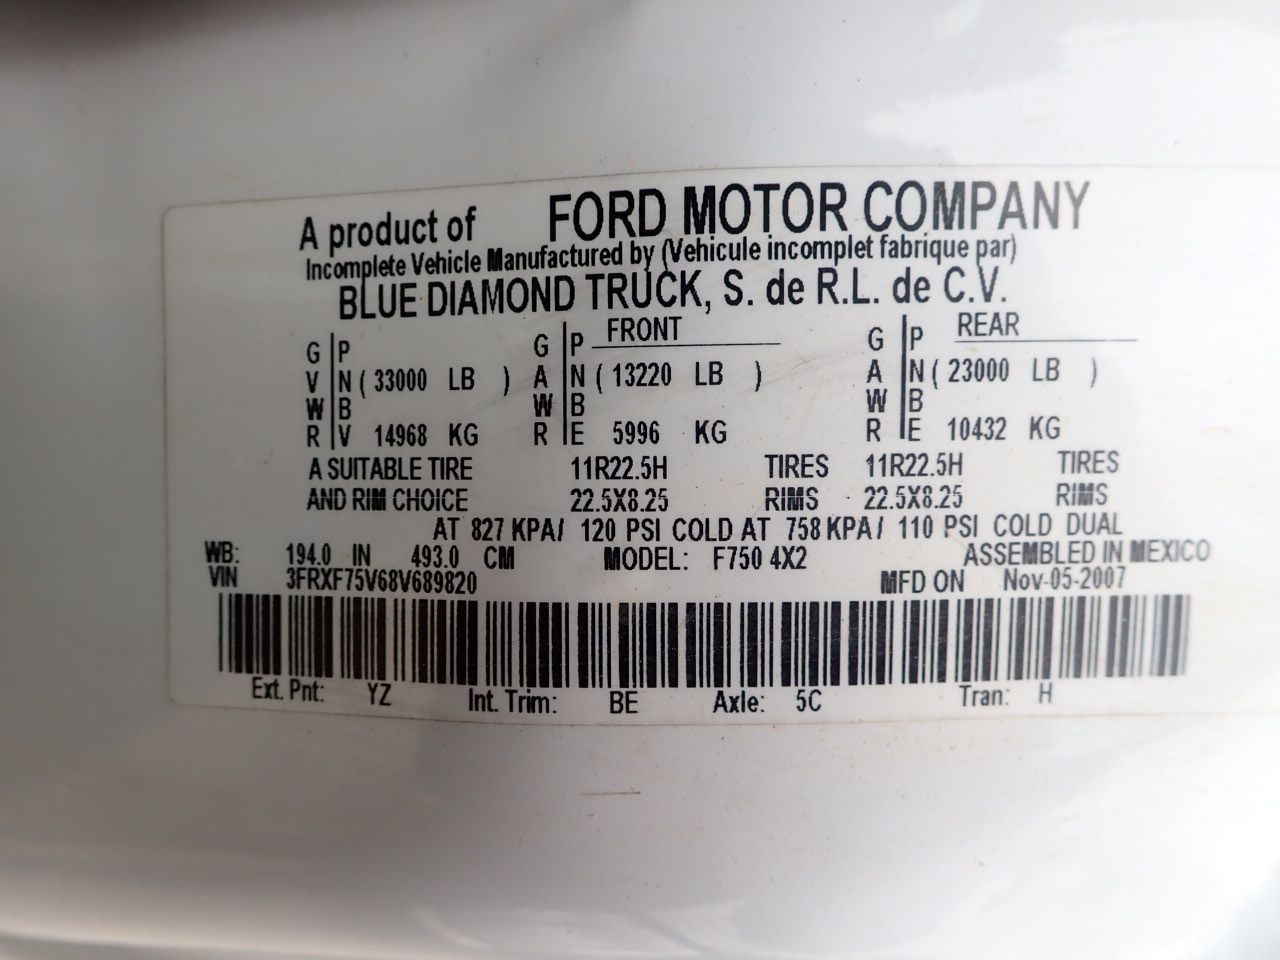 A product of FORD MOTOR COMPANY
Incomplete Vehicle Manufactured by (Vehicule incomplet fabrique par)
BLUE DIAMOND TRUCK, S. de R.L. de C.V.
G P G P FRONT G P REAR
V N ( 33000 LB ) A N ( 13220 LB ) A N ( 23000 LB )
W B W B W B
R V 14968 KG R E 5996 KG R E 10432 KG
A SUITABLE TIRE 11R22.5H TIRES 11R22.5H TIRES
AND RIM CHOICE 22.5X8.25 RIMS 22.5X8.25 RIMS
AT 827 KPA/ 120 PSI COLD AT 758 KPA/ 110 PSI COLD DUAL
WB: 194.0 IN 493.0 CM MODEL: F750 4X2 ASSEMBLED IN MEXICO
VIN 3FRXF75V68V689820 MFD ON Nov-05-2007
Ext. Pnt: YZ Int. Trim: BE Axle: 5C Tran: H